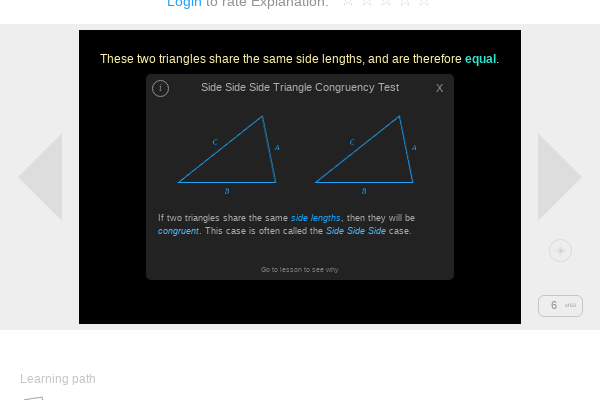 Login to rate Explanation:
These two triangles share the same side lengths, and are therefore equal.
i Side Side Side Triangle Congruency Test X
C A C A
B B
If two triangles share the same side lengths, then they will be
congruent. This case is often called the Side Side Side case.
Go to lesson to see why
6
Learning path